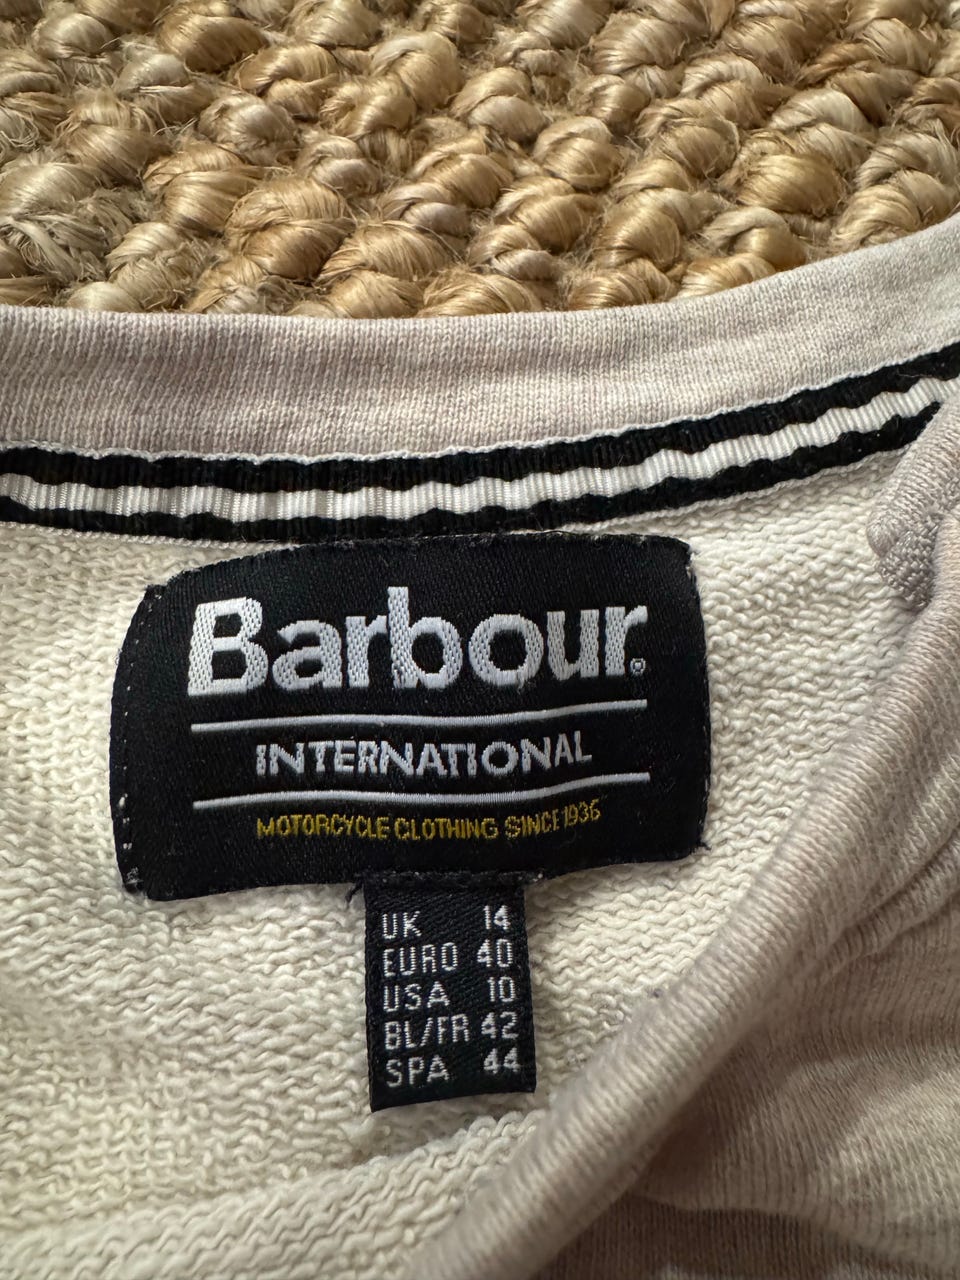 Barbour®
INTERNATIONAL
MOTORCYCLE CLOTHING SINCE 1936
UK 14
EURO 40
USA 10
BL/FR 42
SPA 44